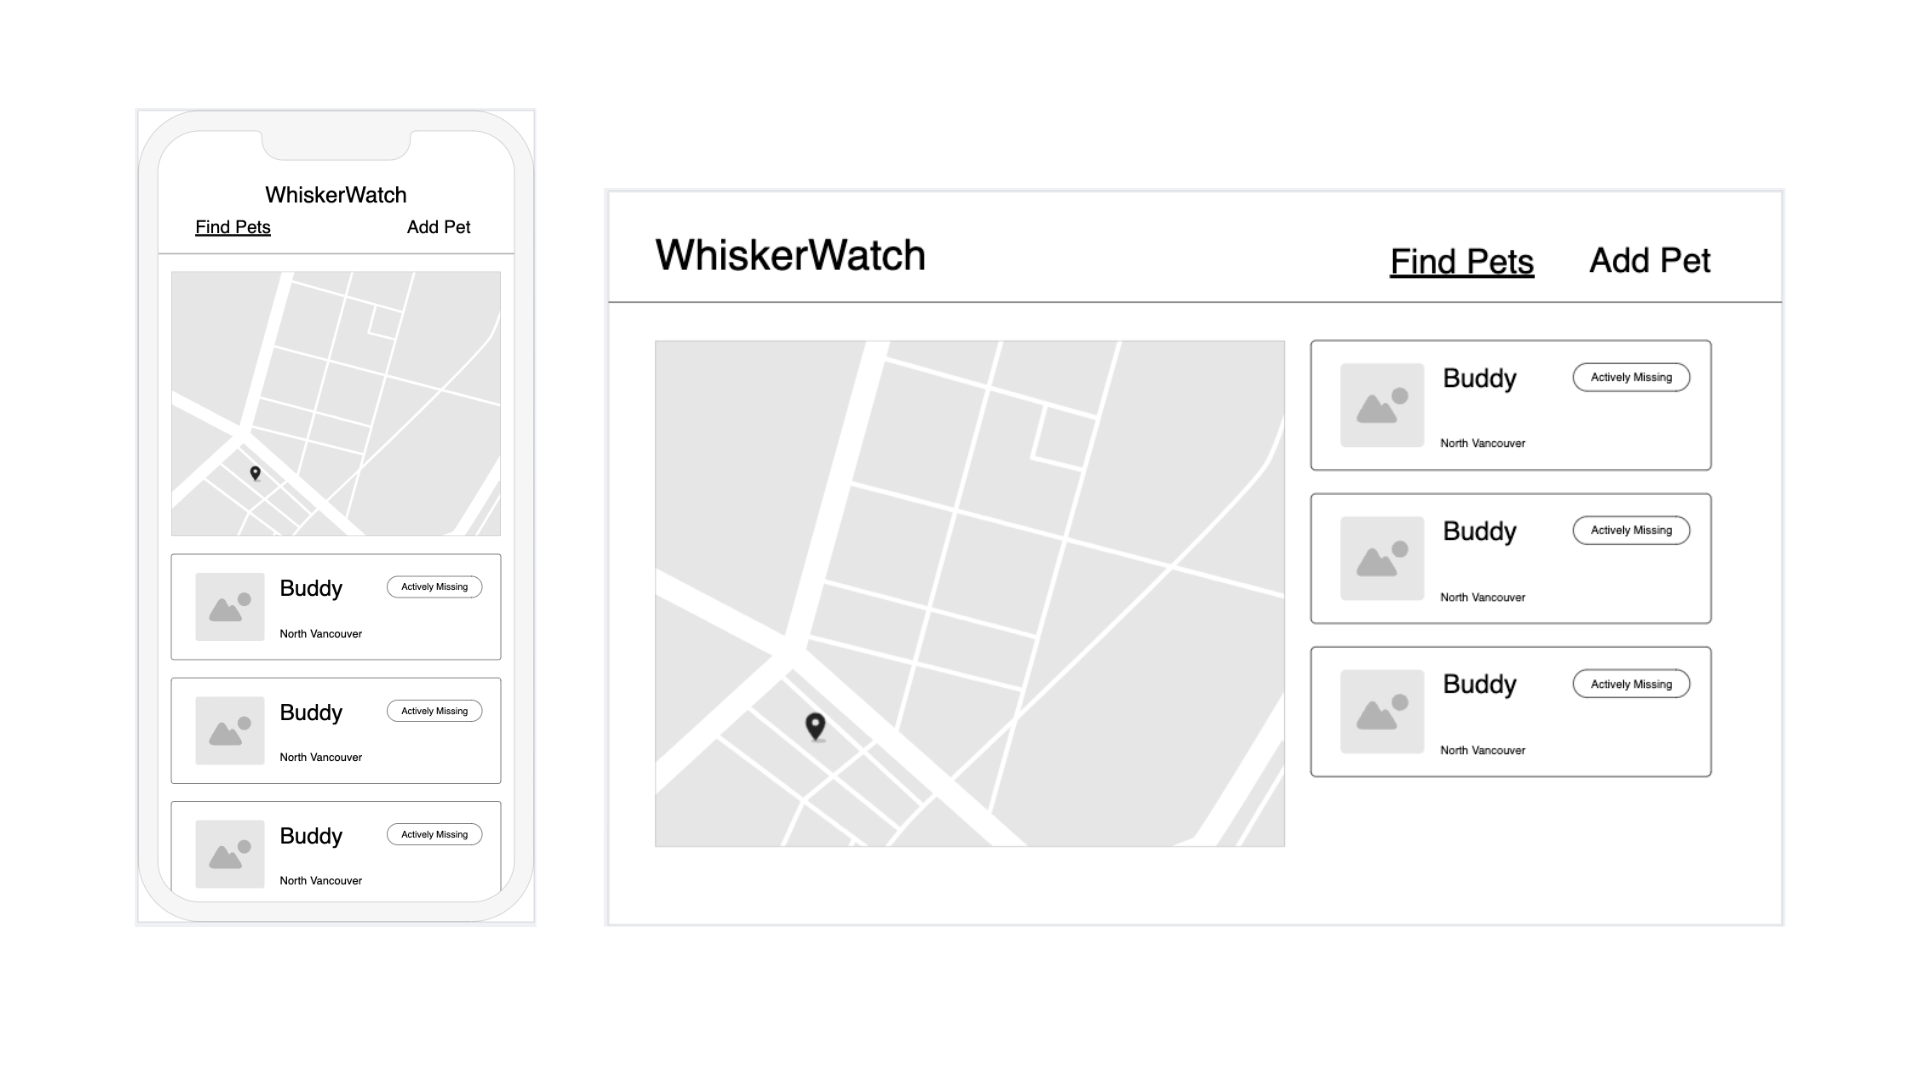 WhiskerWatch
Find Pets Add Pet
Buddy Actively Missing
North Vancouver
Buddy Actively Missing
North Vancouver
Buddy Actively Missing
North Vancouver
WhiskerWatch Find Pets Add Pet
Buddy Actively Missing
North Vancouver
Buddy Actively Missing
North Vancouver
Buddy Actively Missing
North Vancouver